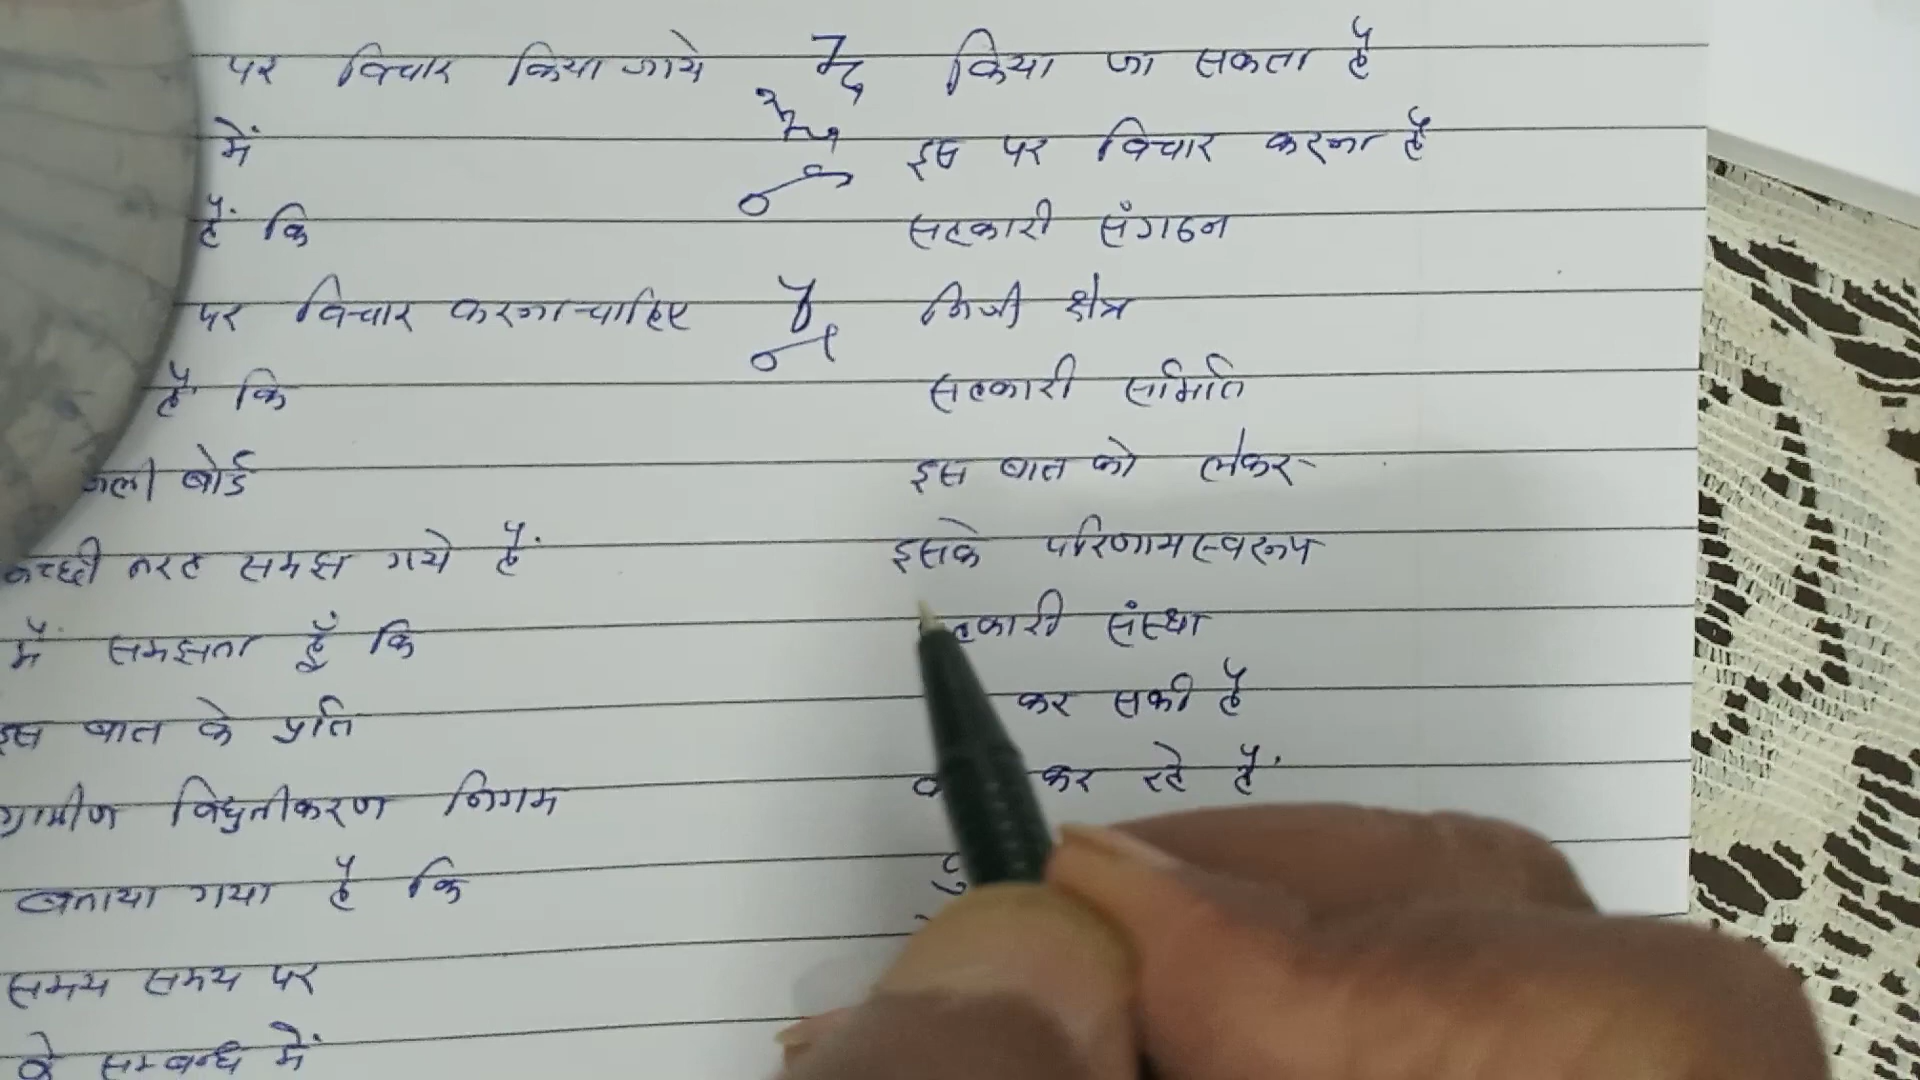 पर विचार किया जाये
में
हैं कि
पर विचार करना चाहिए
हैं कि
बोर्ड
तरह समझ गये हैं
मैं समझता हूँ कि
इस बात के प्रति
ग्रामीण विधुतीकरण निगम
बताया गया है कि
समय समय पर
के सम्बन्ध में
किया जा सकता है
इस पर विचार करना है
सहकारी संगठन
निजी क्षेत्र
सहकारी समिति
इस बात को लेकर
इसके परिणामस्वरूप
संस्था
कर सकी है
कर रहे हैं